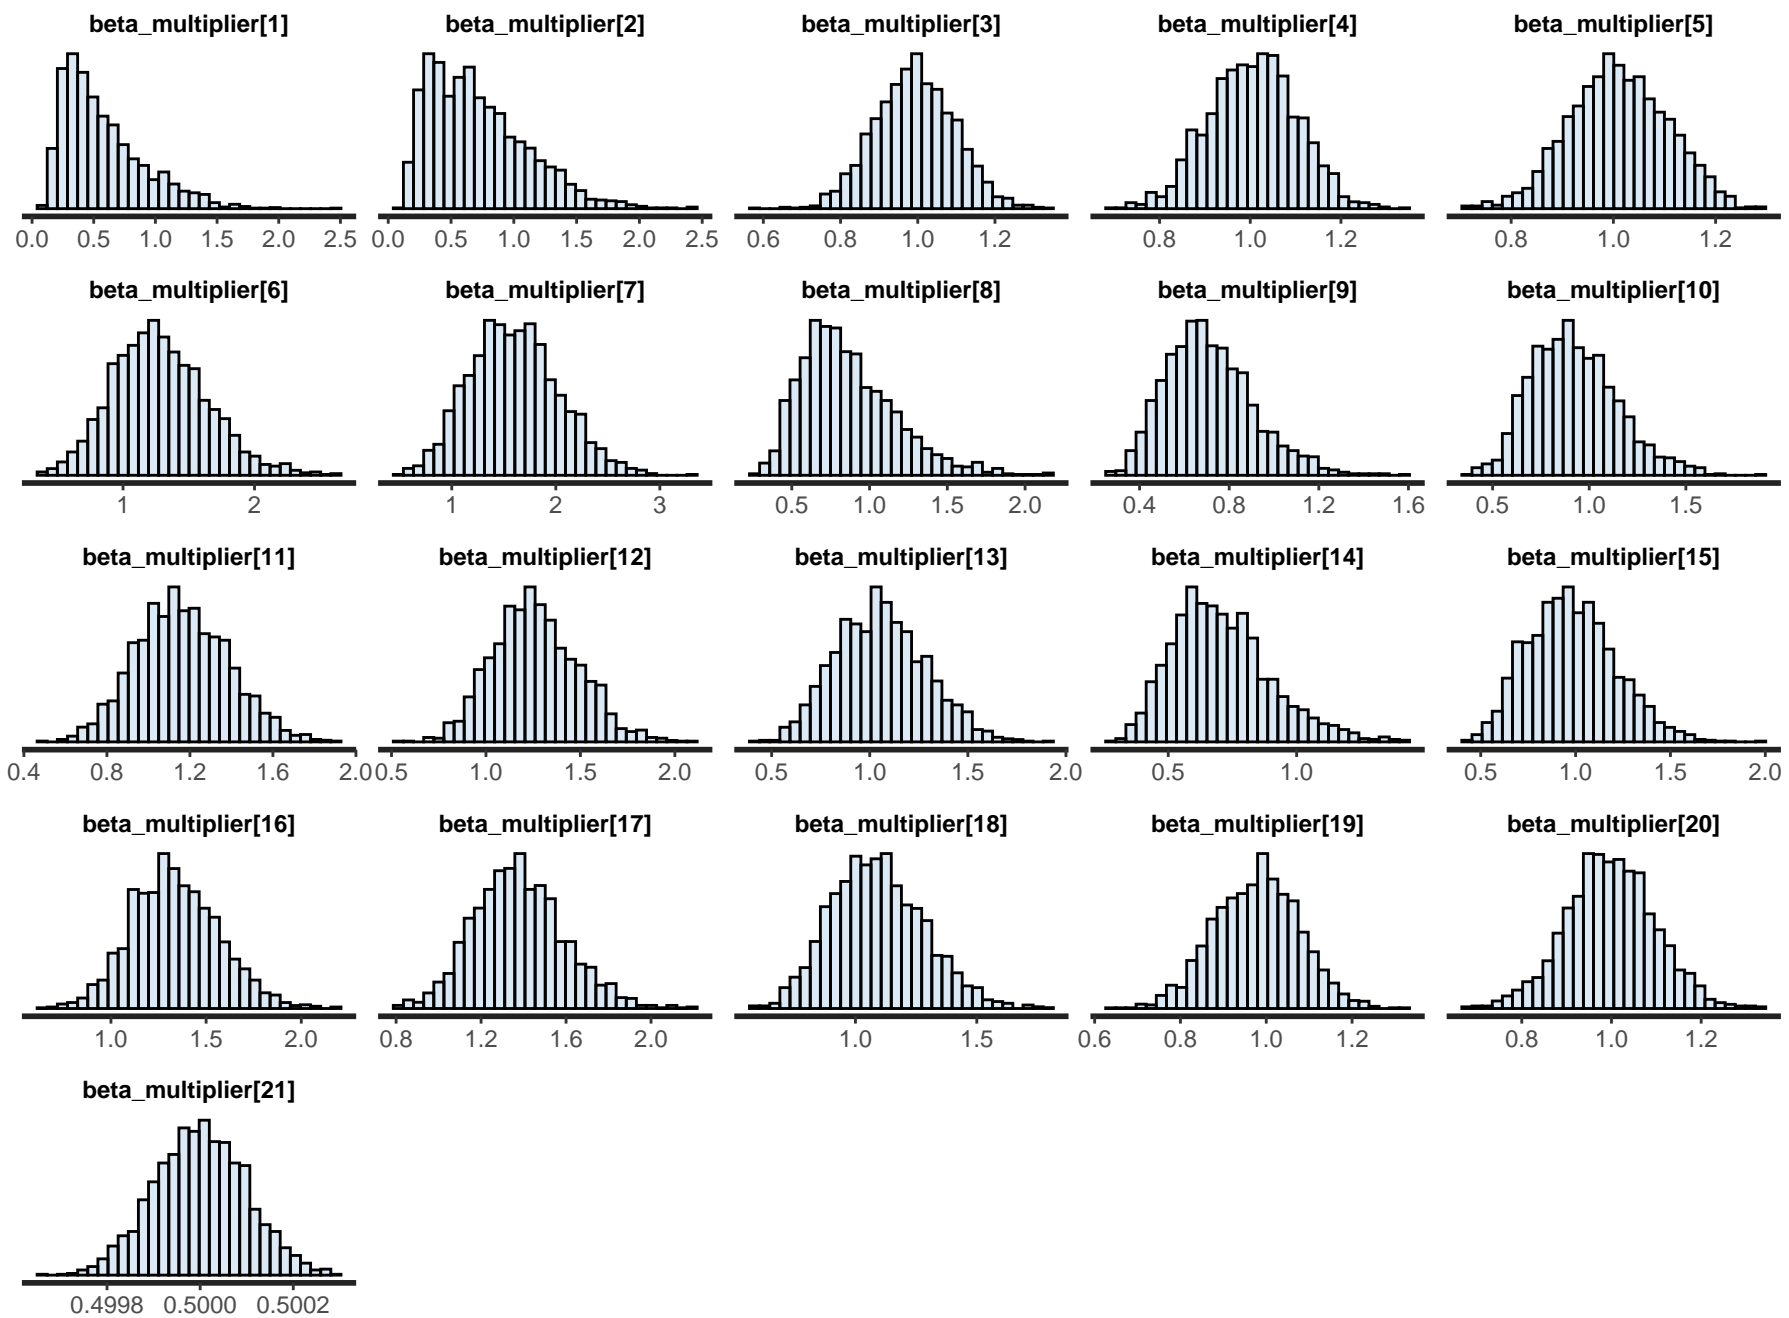 beta_multiplier[1] beta_multiplier[2] beta_multiplier[3] beta_multiplier[4] beta_multiplier[5]
0.0 0.5 1.0 1.5 2.0 2.5 0.0 0.5 1.0 1.5 2.0 2.5 0.6 0.8 1.0 1.2 0.8 1.0 1.2 0.8 1.0 1.2
beta_multiplier[6] beta_multiplier[7] beta_multiplier[8] beta_multiplier[9] beta_multiplier[10]
1 2 1 2 3 0.5 1.0 1.5 2.0 0.4 0.8 1.2 1.6 0.5 1.0 1.5
beta_multiplier[11] beta_multiplier[12] beta_multiplier[13] beta_multiplier[14] beta_multiplier[15]
0.4 0.8 1.2 1.6 2.0 0.5 1.0 1.5 2.0 0.5 1.0 1.5 2.0 0.5 1.0 0.5 1.0 1.5 2.0
beta_multiplier[16] beta_multiplier[17] beta_multiplier[18] beta_multiplier[19] beta_multiplier[20]
1.0 1.5 2.0 0.8 1.2 1.6 2.0 1.0 1.5 0.6 0.8 1.0 1.2 0.8 1.0 1.2
beta_multiplier[21]
0.4998 0.5000 0.5002